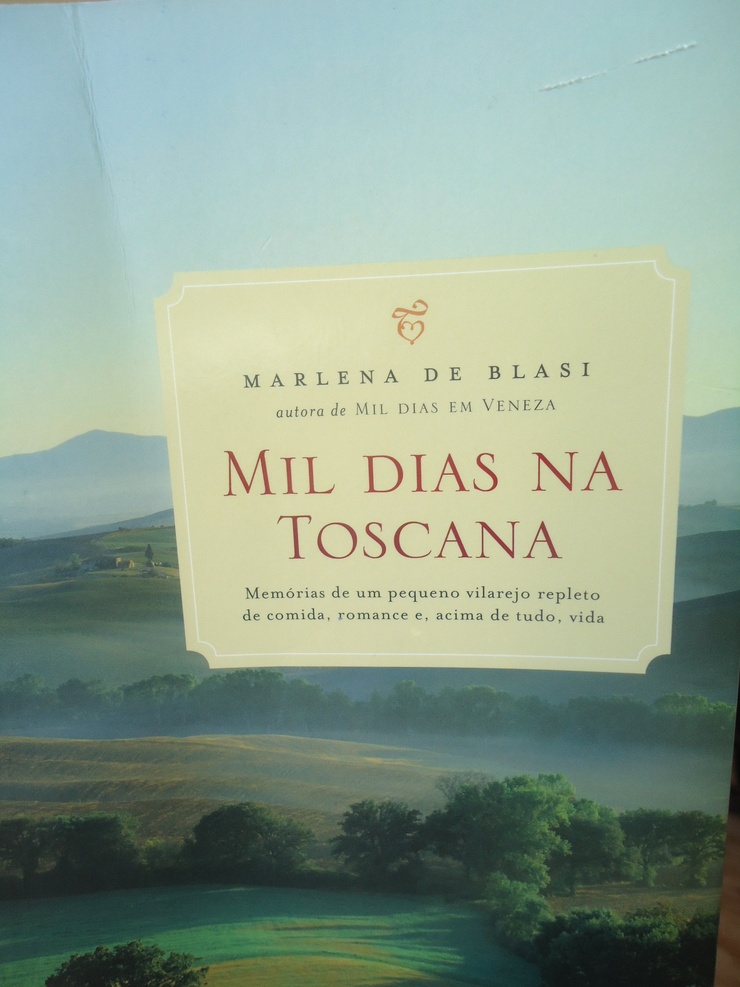 MARLENA DE BLASI
autora de MIL DIAS EM VENEZA
MIL DIAS NA
TOSCANA
Memórias de um pequeno vilarejo repleto
de comida, romance e, acima de tudo, vida